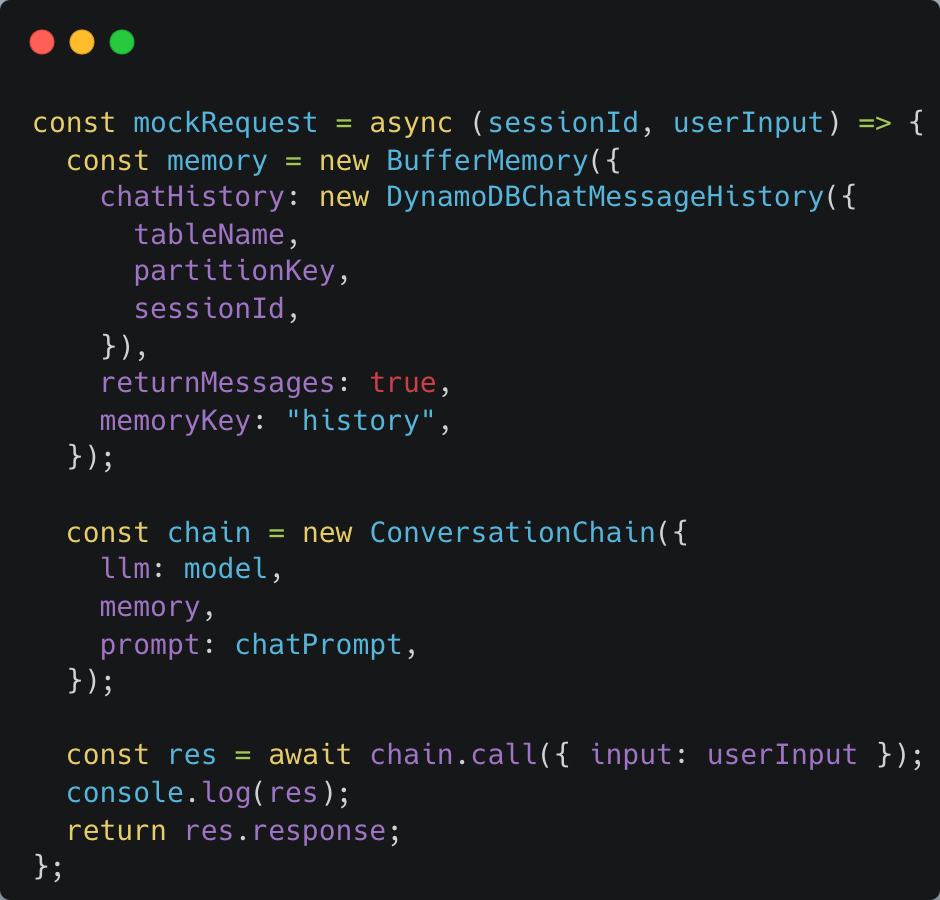 const mockRequest = async (sessionId, userInput) => {
  const memory = new BufferMemory({
    chatHistory: new DynamoDBChatMessageHistory({
      tableName,
      partitionKey,
      sessionId,
    }),
    returnMessages: true,
    memoryKey: "history",
  });

  const chain = new ConversationChain({
    llm: model,
    memory,
    prompt: chatPrompt,
  });

  const res = await chain.call({ input: userInput });
  console.log(res);
  return res.response;
};